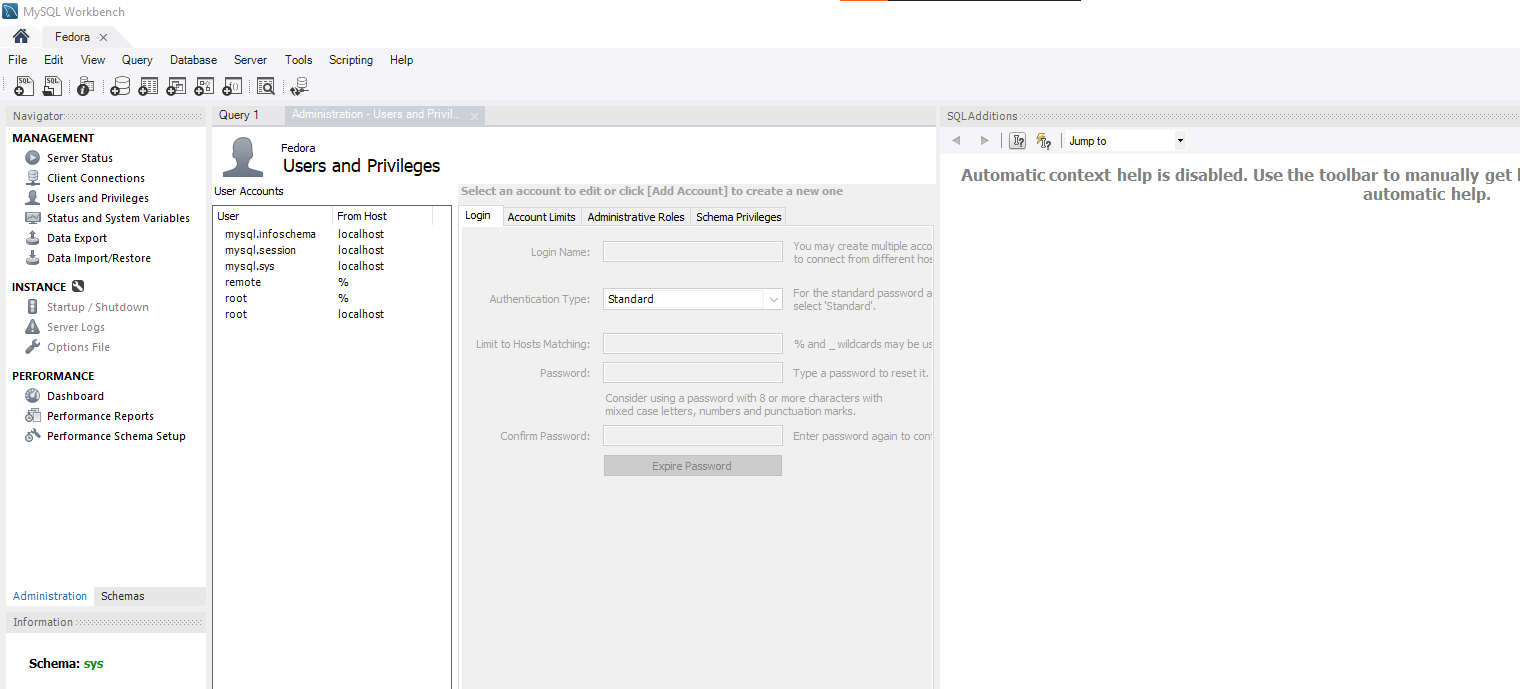 MySQL Workbench
Fedora
File Edit View Query Database Server Tools Scripting Help
Navigator
MANAGEMENT
Server Status
Client Connections
Users and Privileges
Status and System Variables
Data Export
Data Import/Restore
INSTANCE
Startup / Shutdown
Server Logs
Options File
PERFORMANCE
Dashboard
Performance Reports
Performance Schema Setup
Administration Schemas
Information
Schema: sys
Query 1 Administration - Users and Privil...
Fedora
Users and Privileges
User Accounts
User From Host
mysql.infoschema localhost
mysql.session localhost
mysql.sys localhost
remote %
root %
root localhost
Select an account to edit or click [Add Account] to create a new one
Login Account Limits Administrative Roles Schema Privileges
Login Name: You may create multiple acco
to connect from different hos
Authentication Type: Standard For the standard password a
select 'Standard'.
Limit to Hosts Matching: % and _ wildcards may be us
Password: Type a password to reset it.
Consider using a password with 8 or more characters with
mixed case letters, numbers and punctuation marks.
Confirm Password: Enter password again to con
Expire Password
SQLAdditions
Jump to
Automatic context help is disabled. Use the toolbar to manually get
automatic help.